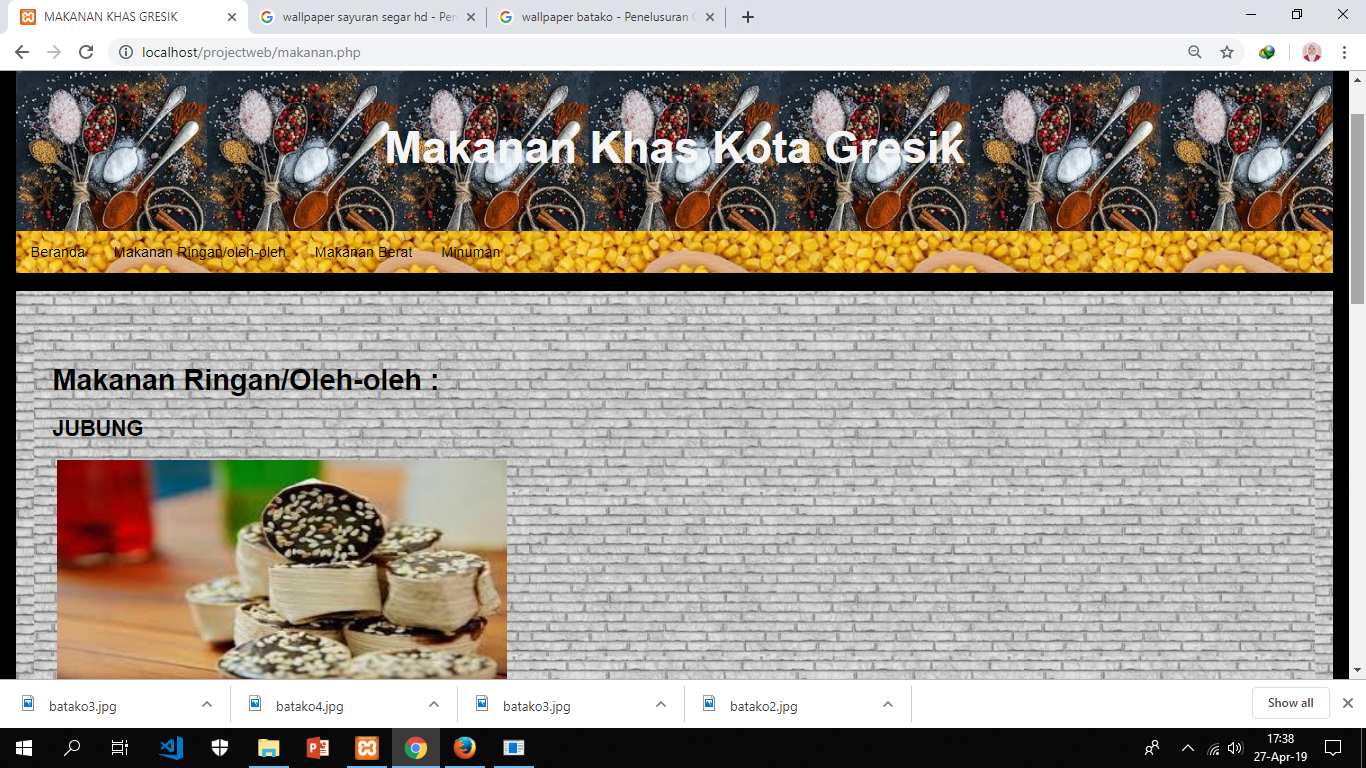 MAKANAN KHAS GRESIK
wallpaper sayuran segar hd - Pen
wallpaper batako - Penelusuran G
localhost/projectweb/makanan.php
Makanan Khas Kota Gresik
Beranda Makanan Ringan/oleh-oleh Makanan Berat Minuman
Makanan Ringan/Oleh-oleh :
JUBUNG
batako3.jpg batako4.jpg batako3.jpg batako2.jpg Show all
17:38
27-Apr-19